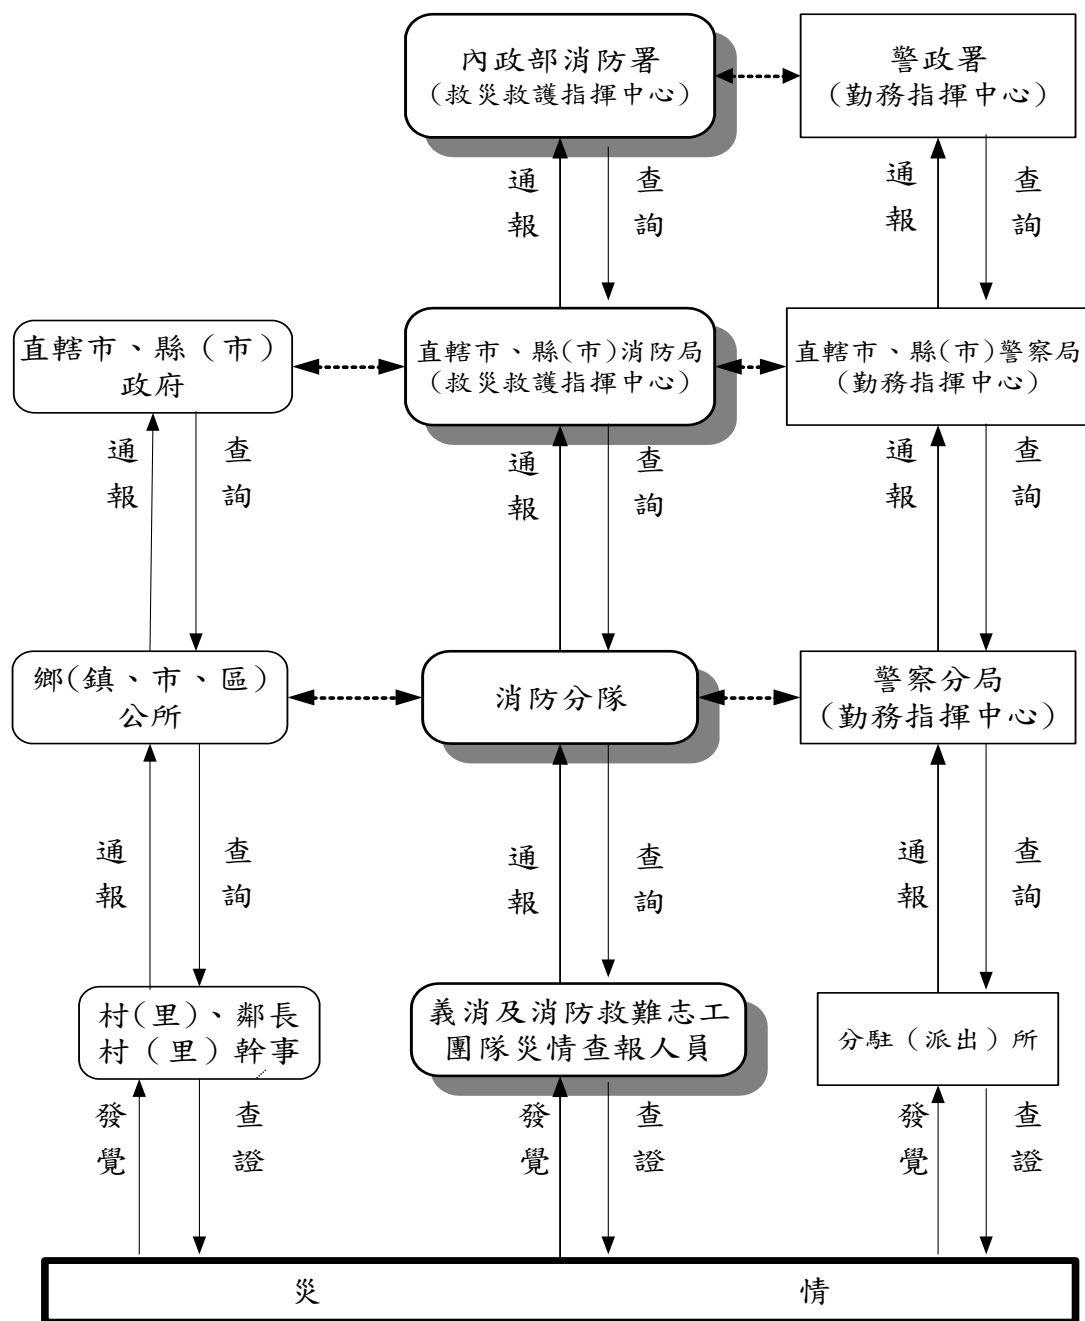 內政部消防署
(救災救護指揮中心)
警政署
(勤務指揮中心)
通報
查詢
通報
查詢
直轄市、縣（市）
政府
直轄市、縣(市)消防局
(救災救護指揮中心)
直轄市、縣(市)警察局
(勤務指揮中心)
通報
查詢
通報
查詢
通報
查詢
鄉(鎮、市、區)
公所
消防分隊
警察分局
(勤務指揮中心)
通報
查詢
通報
查詢
通報
查詢
村(里)、鄰長
村（里）幹事
義消及消防救難志工
團隊災情查報人員
分駐（派出）所
發覺
查證
發覺
查證
發覺
查證
災情